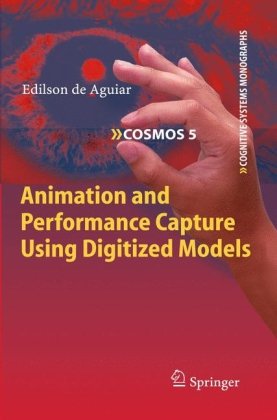 Edilson de Aguiar
»COSMOS 5
»COGNITIVE SYSTEMS MONOGRAPHS
Animation and
Performance Capture
Using Digitized Models
Springer